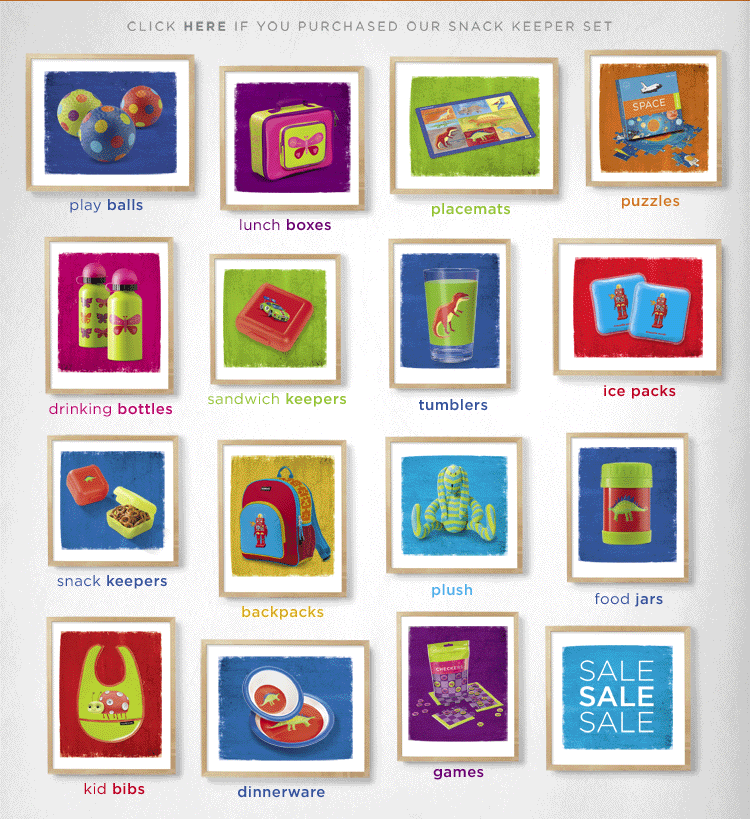 CLICK HERE IF YOU PURCHASED OUR SNACK KEEPER SET
SPACE
play balls
lunch boxes
placemats
puzzles
drinking bottles
sandwich keepers
tumblers
ice packs
snack keepers
backpacks
plush
food jars
CHECKERS
SALE
SALE
SALE
kid bibs
dinnerware
games